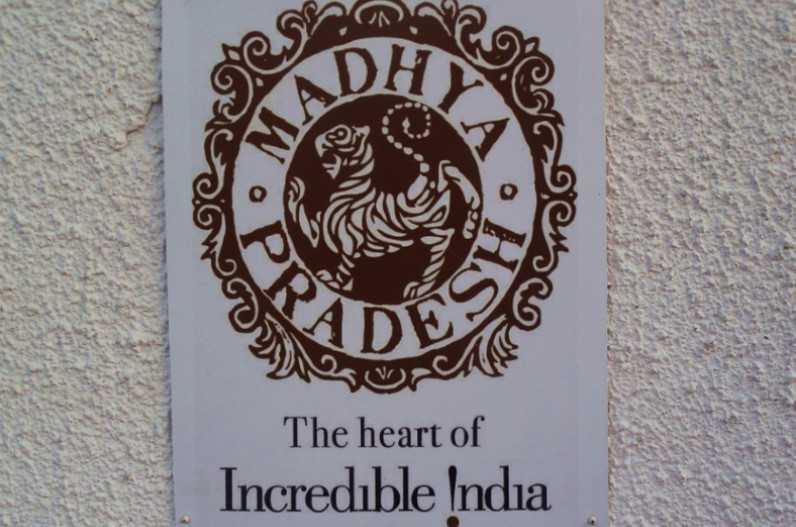 MADHYA
PRADESH
The heart of
Incredible !ndia